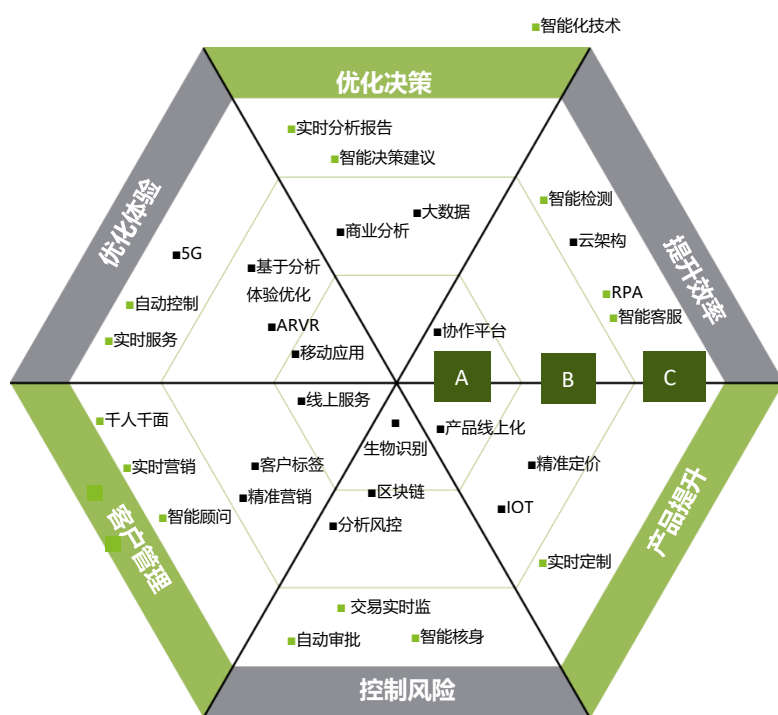 ■智能化技术
优化决策
■实时分析报告
■智能决策建议
■大数据
■商业分析
优化体验
■5G
■基于分析
体验优化
■自动控制
■ARVR
■实时服务
■移动应用
提升效率
■智能检测
■云架构
■RPA
■智能客服
■协作平台
A
B
C
客户管理
■线上服务
■千人千面
■实时营销
■客户标签
■精准营销
■智能顾问
控制风险
■
生物识别
■区块链
■分析风控
■交易实时监
■自动审批
■智能核身
产品提升
■产品线上化
■精准定价
■IOT
■实时定制